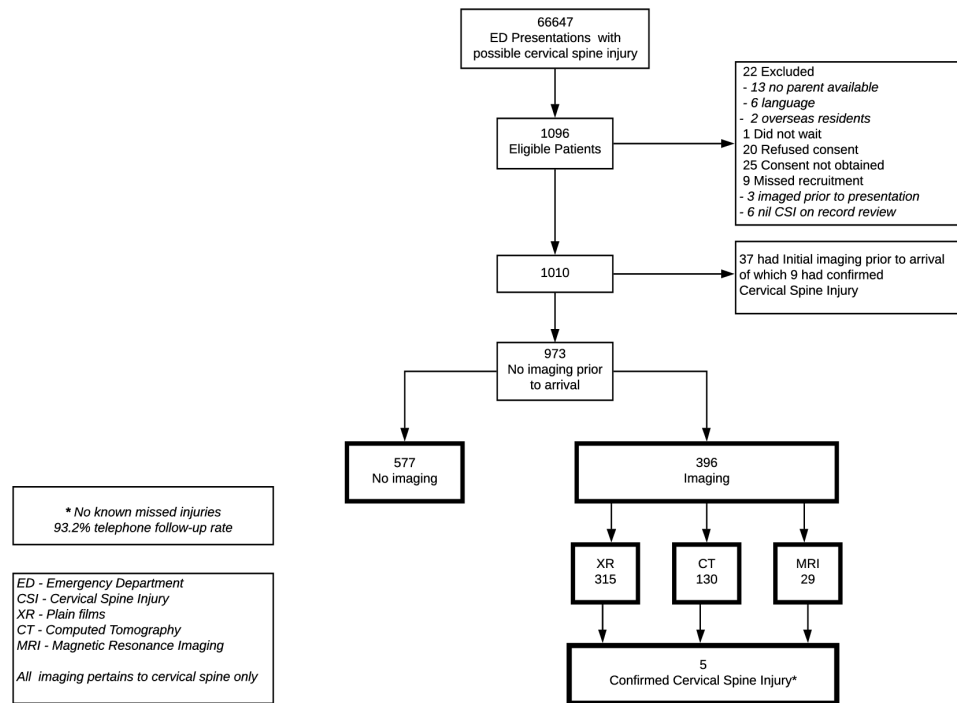 66647
ED Presentations with
possible cervical spine injury
22 Excluded
- 13 no parent available
- 6 language
- 2 overseas residents
1 Did not wait
20 Refused consent
25 Consent not obtained
9 Missed recruitment
- 3 imaged prior to presentation
- 6 nil CSI on record review
1096
Eligible Patients
1010
37 had Initial imaging prior to arrival
of which 9 had confirmed
Cervical Spine Injury
973
No imaging prior
to arrival
577
No imaging
396
Imaging
* No known missed injuries
93.2% telephone follow-up rate
XR
315
CT
130
MRI
29
ED - Emergency Department
CSI - Cervical Spine Injury
XR - Plain films
CT - Computed Tomography
MRI - Magnetic Resonance Imaging
All imaging pertains to cervical spine only
5
Confirmed Cervical Spine Injury*